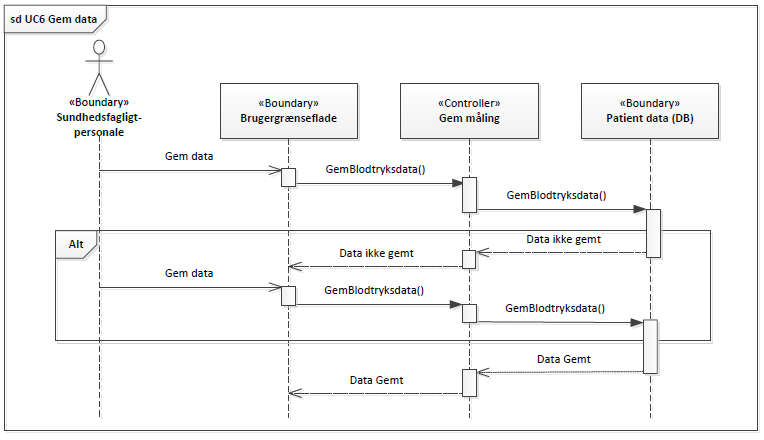 sd UC6 Gem data
«Boundary»
Sundhedsfagligt-
personale
«Boundary»
Brugergrænseflade
«Controller»
Gem måling
«Boundary»
Patient data (DB)
Gem data
GemBlodtryksdata()
GemBlodtryksdata()
Alt
Data ikke gemt
Data ikke gemt
Gem data
GemBlodtryksdata()
GemBlodtryksdata()
Data Gemt
Data Gemt